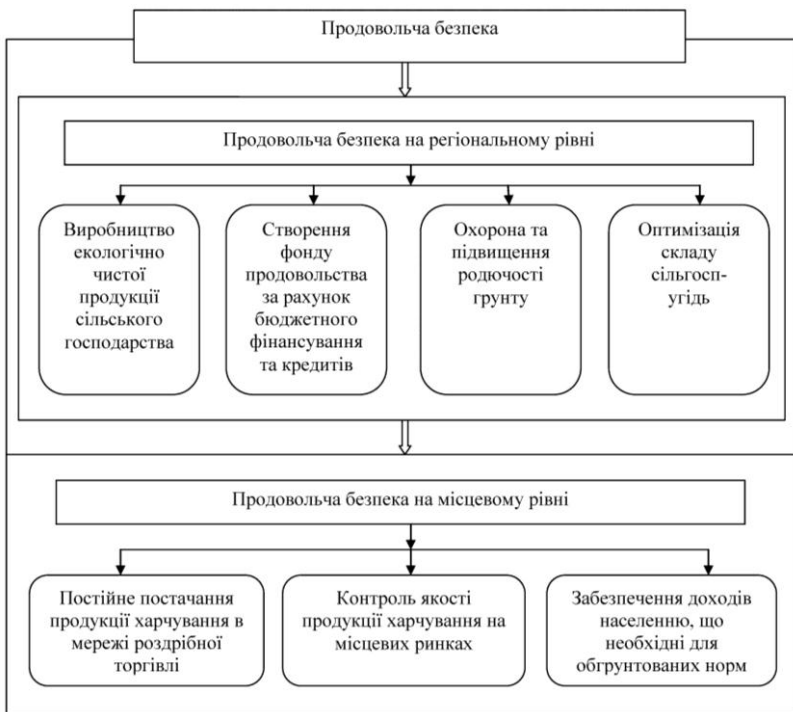 Продовольча безпека
Продовольча безпека на регіональному рівні
Виробництво
екологічно
чистої
продукції
сільського
господарства
Створення
фонду
продовольства
за рахунок
бюджетного
фінансування
та кредитів
Охорона та
підвищення
родючості
грунту
Оптимізація
складу
сільгосп-
угідь
Продовольча безпека на місцевому рівні
Постійне постачання
продукції харчування в
мережі роздрібної
торгівлі
Контроль якості
продукції харчування на
місцевих ринках
Забезпечення доходів
населенню, що
необхідні для
обгрунтованих норм